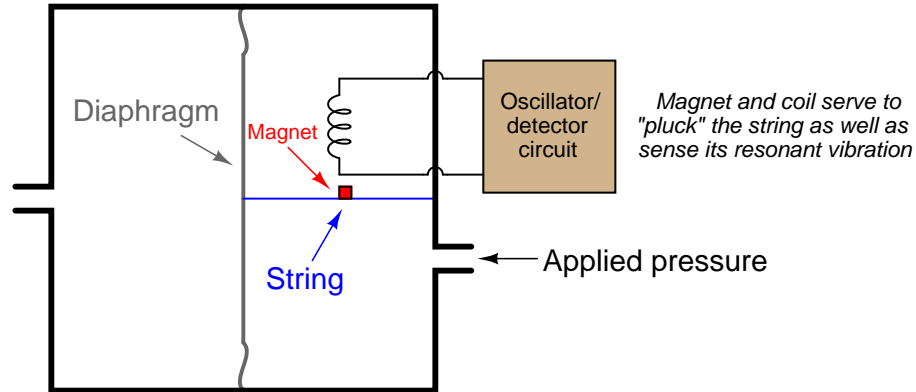 Diaphragm
Magnet
String
Oscillator/
detector
circuit
Magnet and coil serve to
"pluck" the string as well as
sense its resonant vibration
Applied pressure